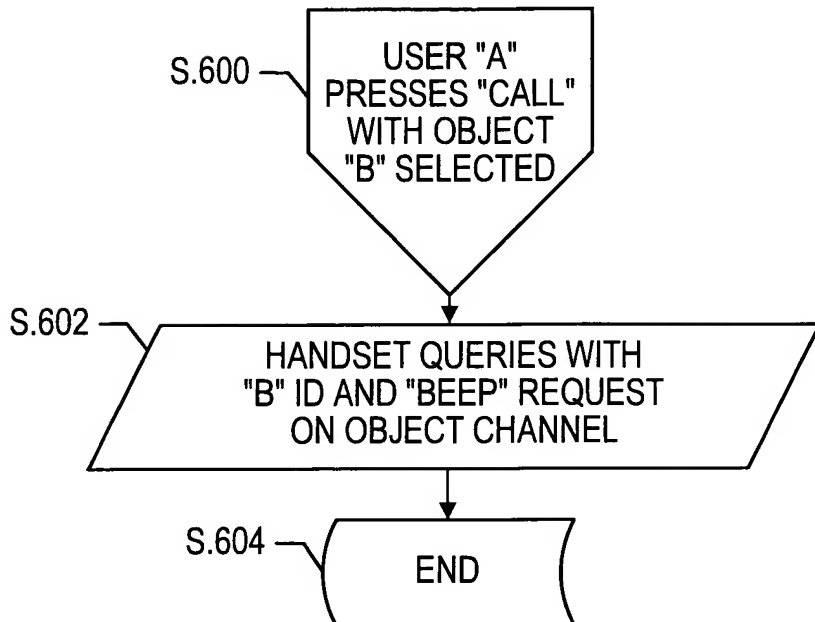 S.600
USER "A"
PRESSES "CALL"
WITH OBJECT
"B" SELECTED
S.602
HANDSET QUERIES WITH
"B" ID AND "BEEP" REQUEST
ON OBJECT CHANNEL
S.604
END